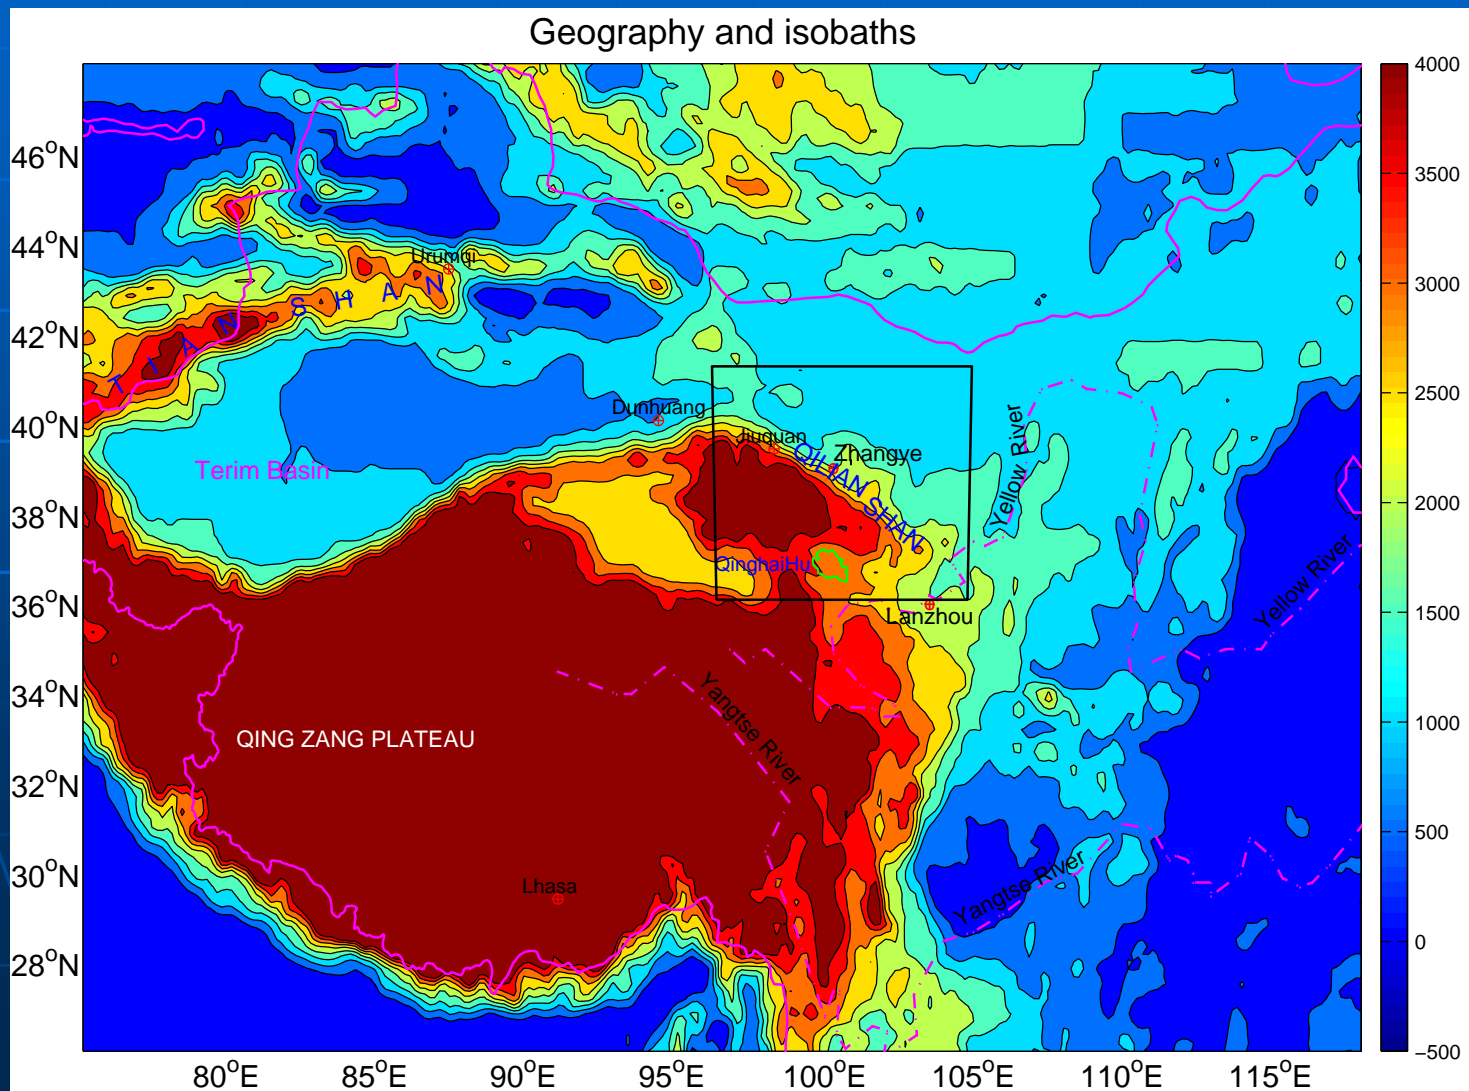 Geography and isobaths
4000
3500
3000
2500
2000
1500
1000
500
0
−500
46°N
44°N
42°N
40°N
38°N
36°N
34°N
32°N
30°N
28°N
80°E
85°E
90°E
95°E
100°E
105°E
110°E
115°E
Urumqi
TIAN SHAN
Dunhuang
Jiuquan
Zhangye
QILIAN SHAN
Terim Basin
Yellow River
QinghaiHu
Lanzhou
Yellow River
Yangtse River
QING ZANG PLATEAU
Lhasa
Yangtse River